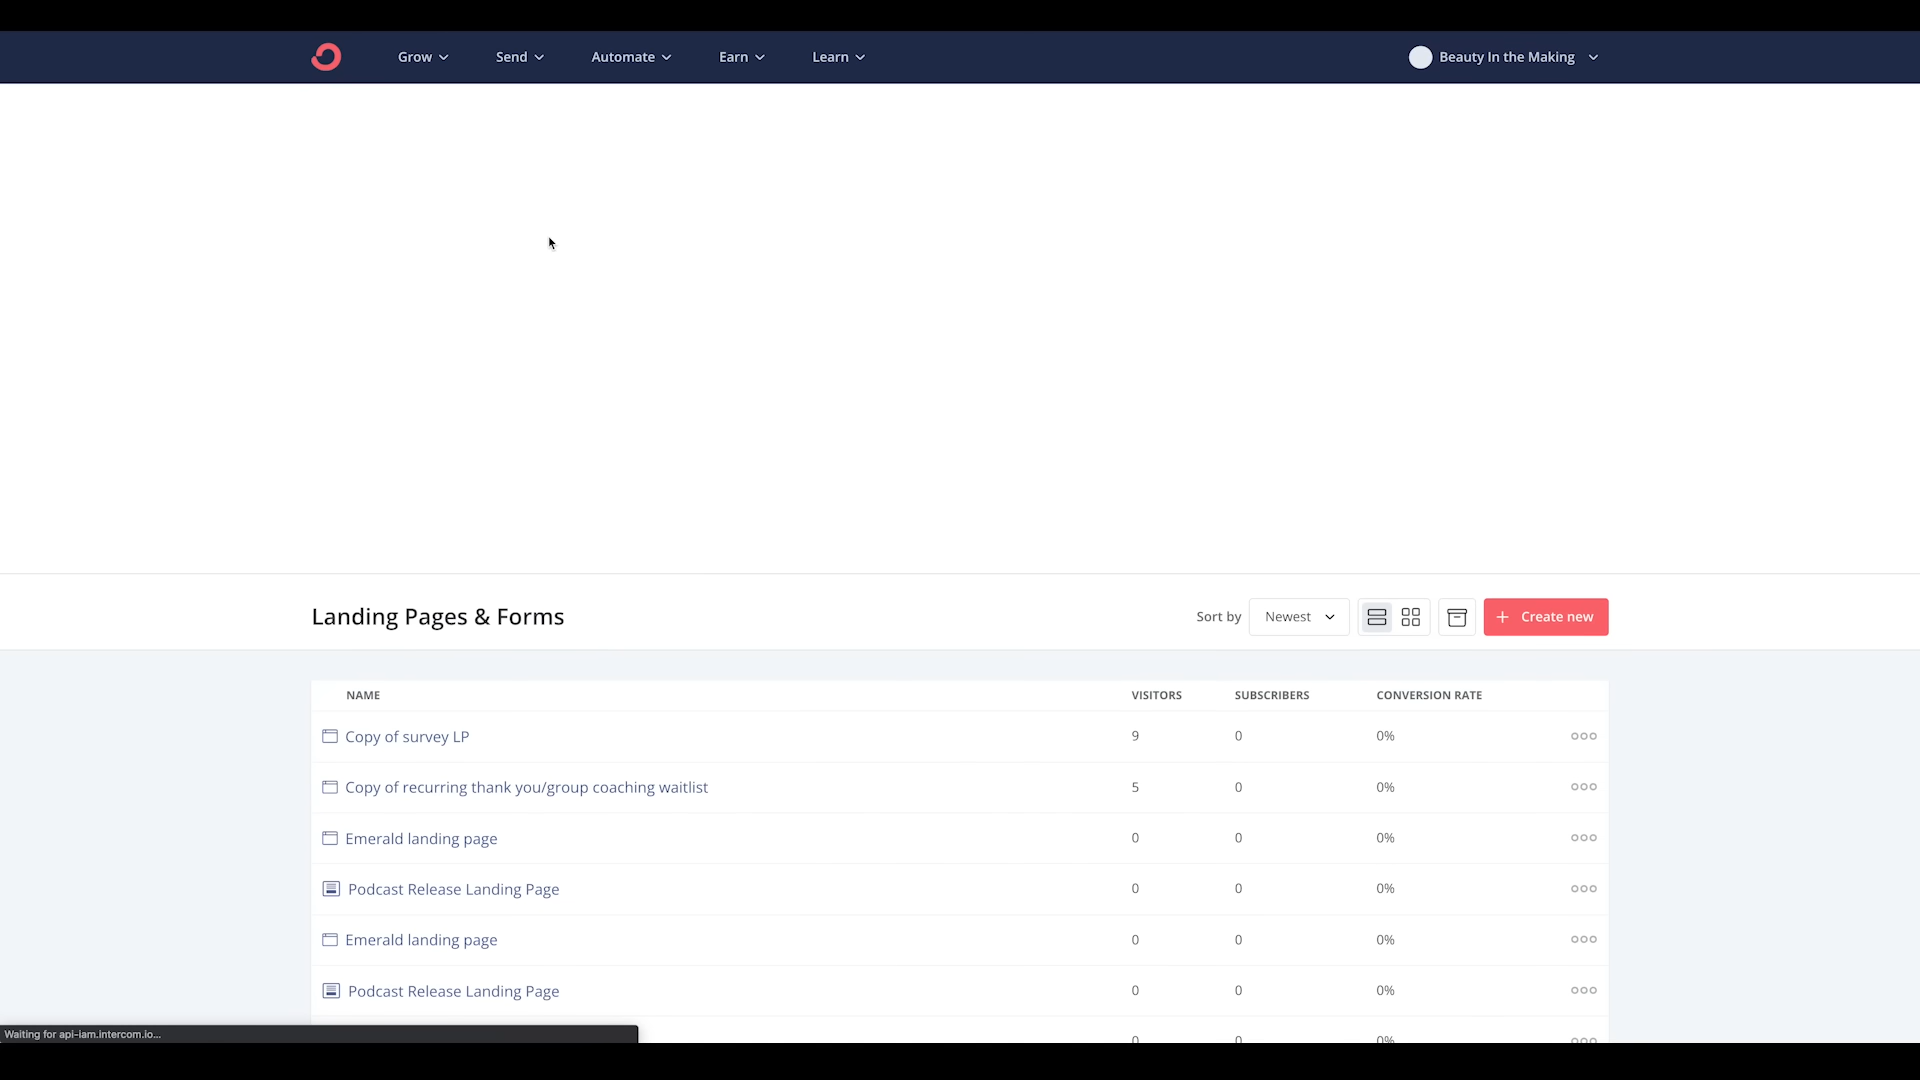 Grow Send Automate Earn Learn Beauty In the Making
Landing Pages & Forms Sort by Newest Create new
NAME VISITORS SUBSCRIBERS CONVERSION RATE
Copy of survey LP 9 0 0%
Copy of recurring thank you/group coaching waitlist 5 0 0%
Emerald landing page 0 0 0%
Podcast Release Landing Page 0 0 0%
Emerald landing page 0 0 0%
Podcast Release Landing Page 0 0 0%
0 0 0%
Waiting for api-iam.intercom.io...